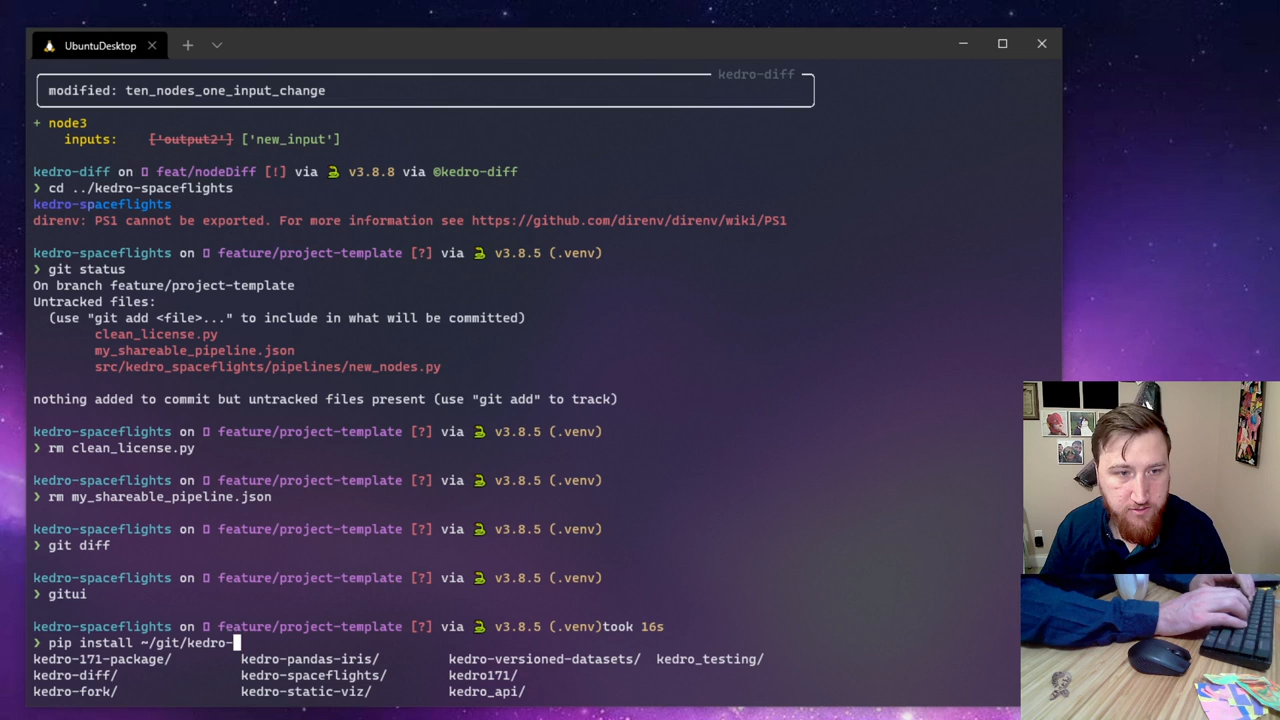 UbuntuDesktop
kedro-diff
modified: ten_nodes_one_input_change
+ node3
inputs: ['output2'] ['new_input']
kedro-diff on feat/nodeDiff [!] via v3.8.8 via @kedro-diff
❯ cd ../kedro-spaceflights
kedro-spaceflights
direnv: PS1 cannot be exported. For more information see https://github.com/direnv/direnv/wiki/PS1
kedro-spaceflights on feature/project-template [?] via v3.8.5 (.venv)
❯ git status
On branch feature/project-template
Untracked files:
(use "git add <file>..." to include in what will be committed)
clean_license.py
my_shareable_pipeline.json
src/kedro_spaceflights/pipelines/new_nodes.py
nothing added to commit but untracked files present (use "git add" to track)
kedro-spaceflights on feature/project-template [?] via v3.8.5 (.venv)
❯ rm clean_license.py
kedro-spaceflights on feature/project-template [?] via v3.8.5 (.venv)
❯ rm my_shareable_pipeline.json
kedro-spaceflights on feature/project-template [?] via v3.8.5 (.venv)
❯ git diff
kedro-spaceflights on feature/project-template [?] via v3.8.5 (.venv)
❯ gitui
kedro-spaceflights on feature/project-template [?] via v3.8.5 (.venv)took 16s
❯ pip install ~/git/kedro-
kedro-171-package/ kedro-pandas-iris/ kedro-versioned-datasets/ kedro_testing/
kedro-diff/ kedro-spaceflights/ kedro171/
kedro-fork/ kedro-static-viz/ kedro_api/